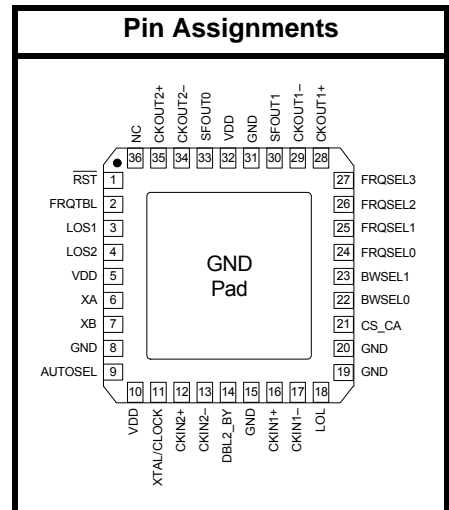 Pin Assignments
NC
CKOUT2+
CKOUT2–
SFOUT0
VDD
GND
SFOUT1
CKOUT1–
CKOUT1+
36 35 34 33 32 31 30 29 28
RST 1
FRQTBL 2
LOS1 3
LOS2 4
VDD 5
XA 6
XB 7
GND 8
AUTOSEL 9
GND
Pad
27 FRQSEL3
26 FRQSEL2
25 FRQSEL1
24 FRQSEL0
23 BWSEL1
22 BWSEL0
21 CS_CA
20 GND
19 GND
10 11 12 13 14 15 16 17 18
VDD
XTAL/CLOCK
CKIN2+
CKIN2–
DBL2_BY
GND
CKIN1+
CKIN1–
LOL